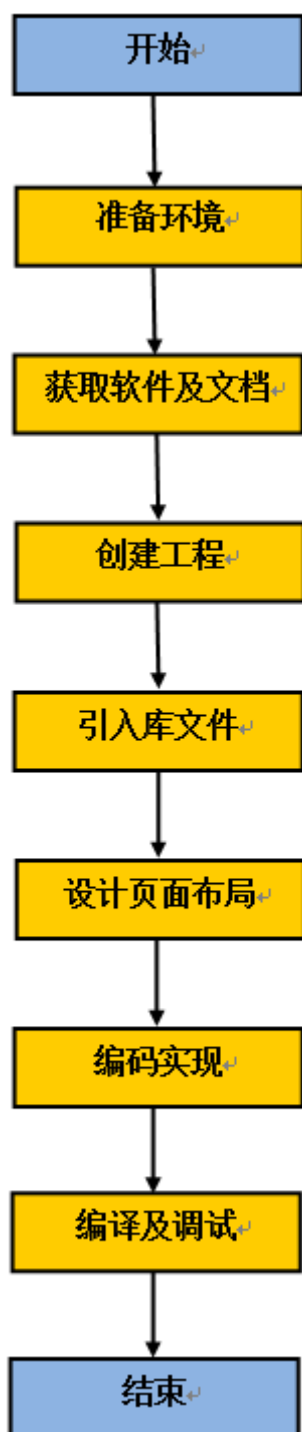 开始
准备环境
获取软件及文档
创建工程
引入库文件
设计页面布局
编码实现
编译及调试
结束